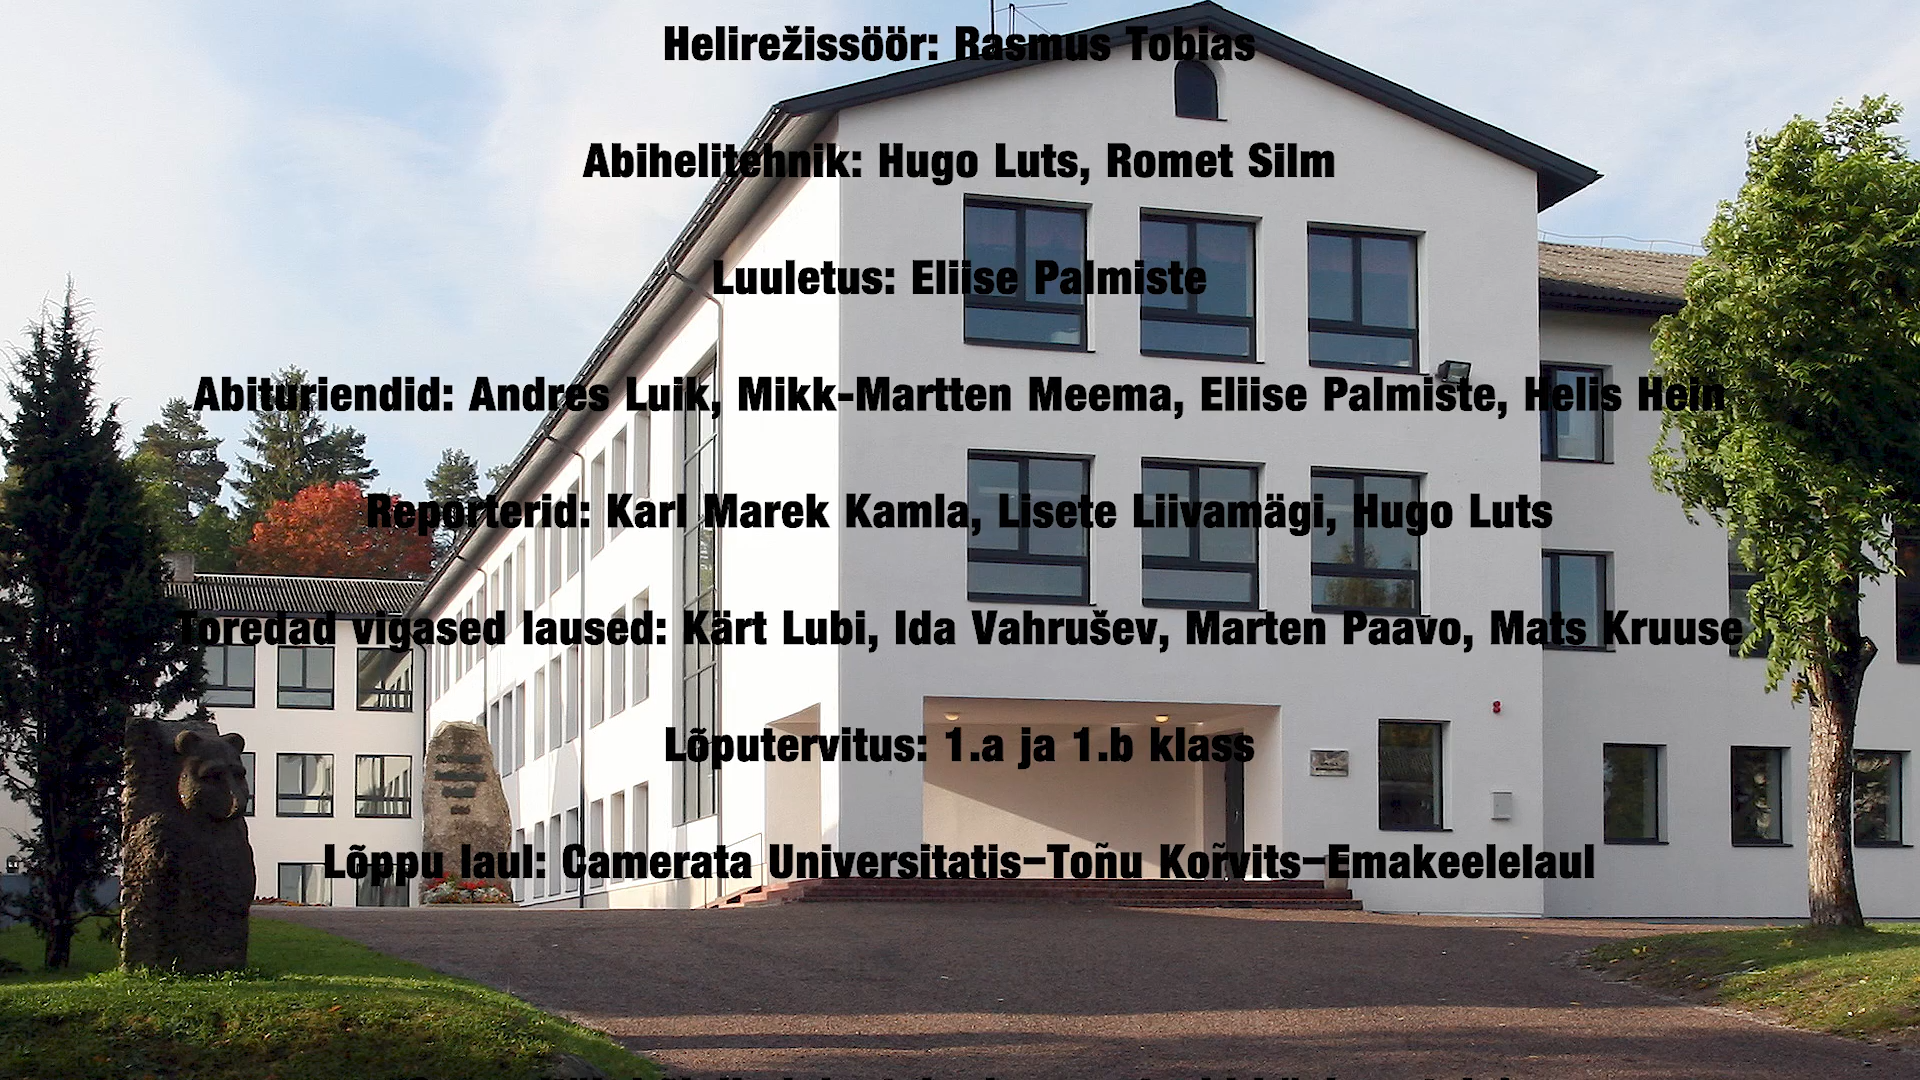 Helirežissöör: Rasmus Tobias
Abihelitehnik: Hugo Luts, Romet Silm
Luuletus: Eliise Palmiste
Abituriendid: Andres Luik, Mikk-Martten Meema, Eliise Palmiste, Helis Hein
Reporterid: Karl Marek Kamla, Lisete Liivamägi, Hugo Luts
Toredad vigased laused: Kärt Lubi, Ida Vahrušev, Marten Paavo, Mats Kruuse
Lõputervitus: 1.a ja 1.b klass
Lõppu laul: Camerata Universitatis–Toñu Kor̃vits–Emakeelelaul